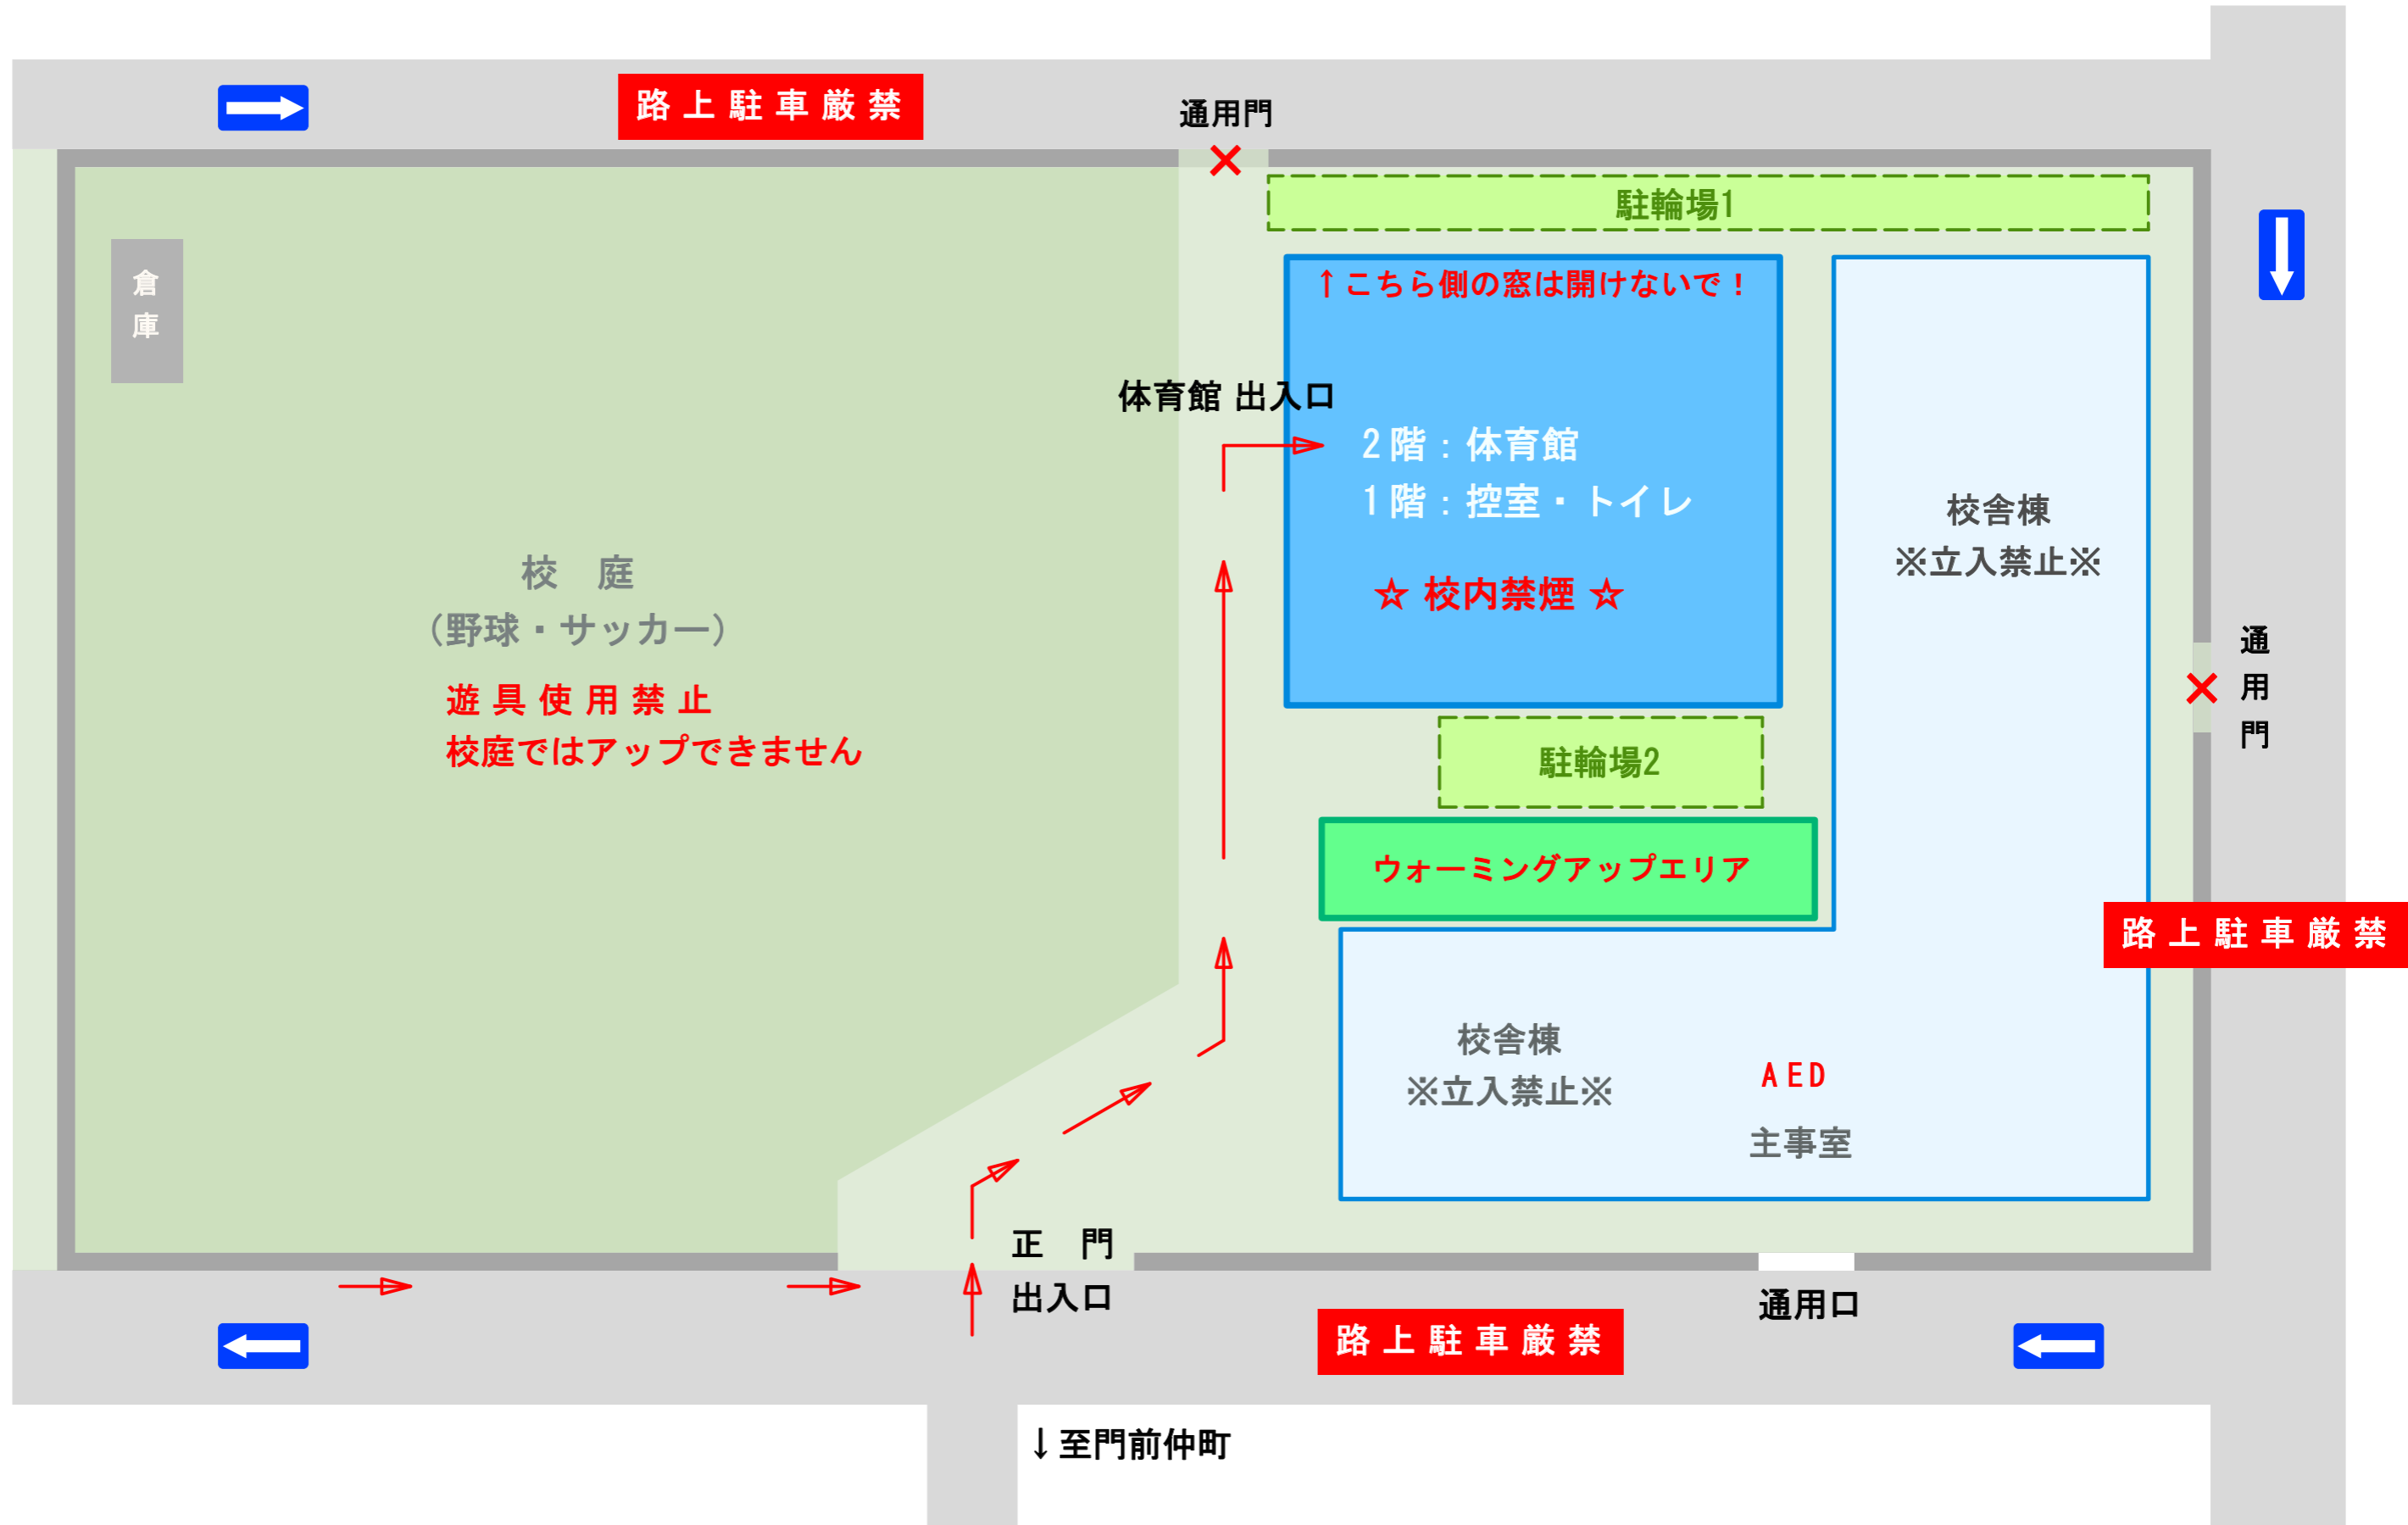 路上駐車厳禁
通用門
駐輪場1
倉
庫
↑こちら側の窓は開けないで！
体育館 出入口
2階：体育館
1階：控室・トイレ
☆ 校内禁煙 ☆
校舎棟
※立入禁止※
校　庭
（野球・サッカー）
遊具使用禁止
校庭ではアップできません
通
用
門
駐輪場2
ウォーミングアップエリア
路上駐車厳禁
校舎棟
※立入禁止※
AED
主事室
正　門
出入口
通用口
路上駐車厳禁
↓至門前仲町